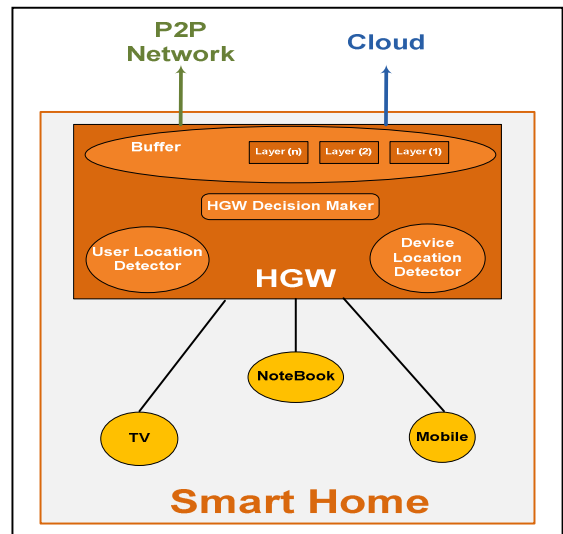 P2P
Network
Cloud
Buffer
Layer (n)
Layer (2)
Layer (1)
HGW Decision Maker
User Location
Detector
Device
Location
Detector
HGW
NoteBook
TV
Mobile
Smart Home